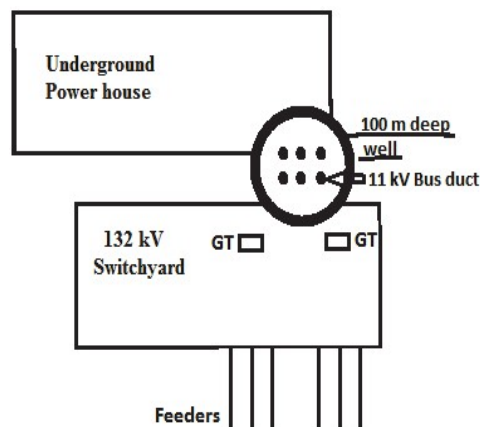 Underground
Power house
100 m deep
well
11 kV Bus duct
132 kV
Switchyard
GT
GT
Feeders